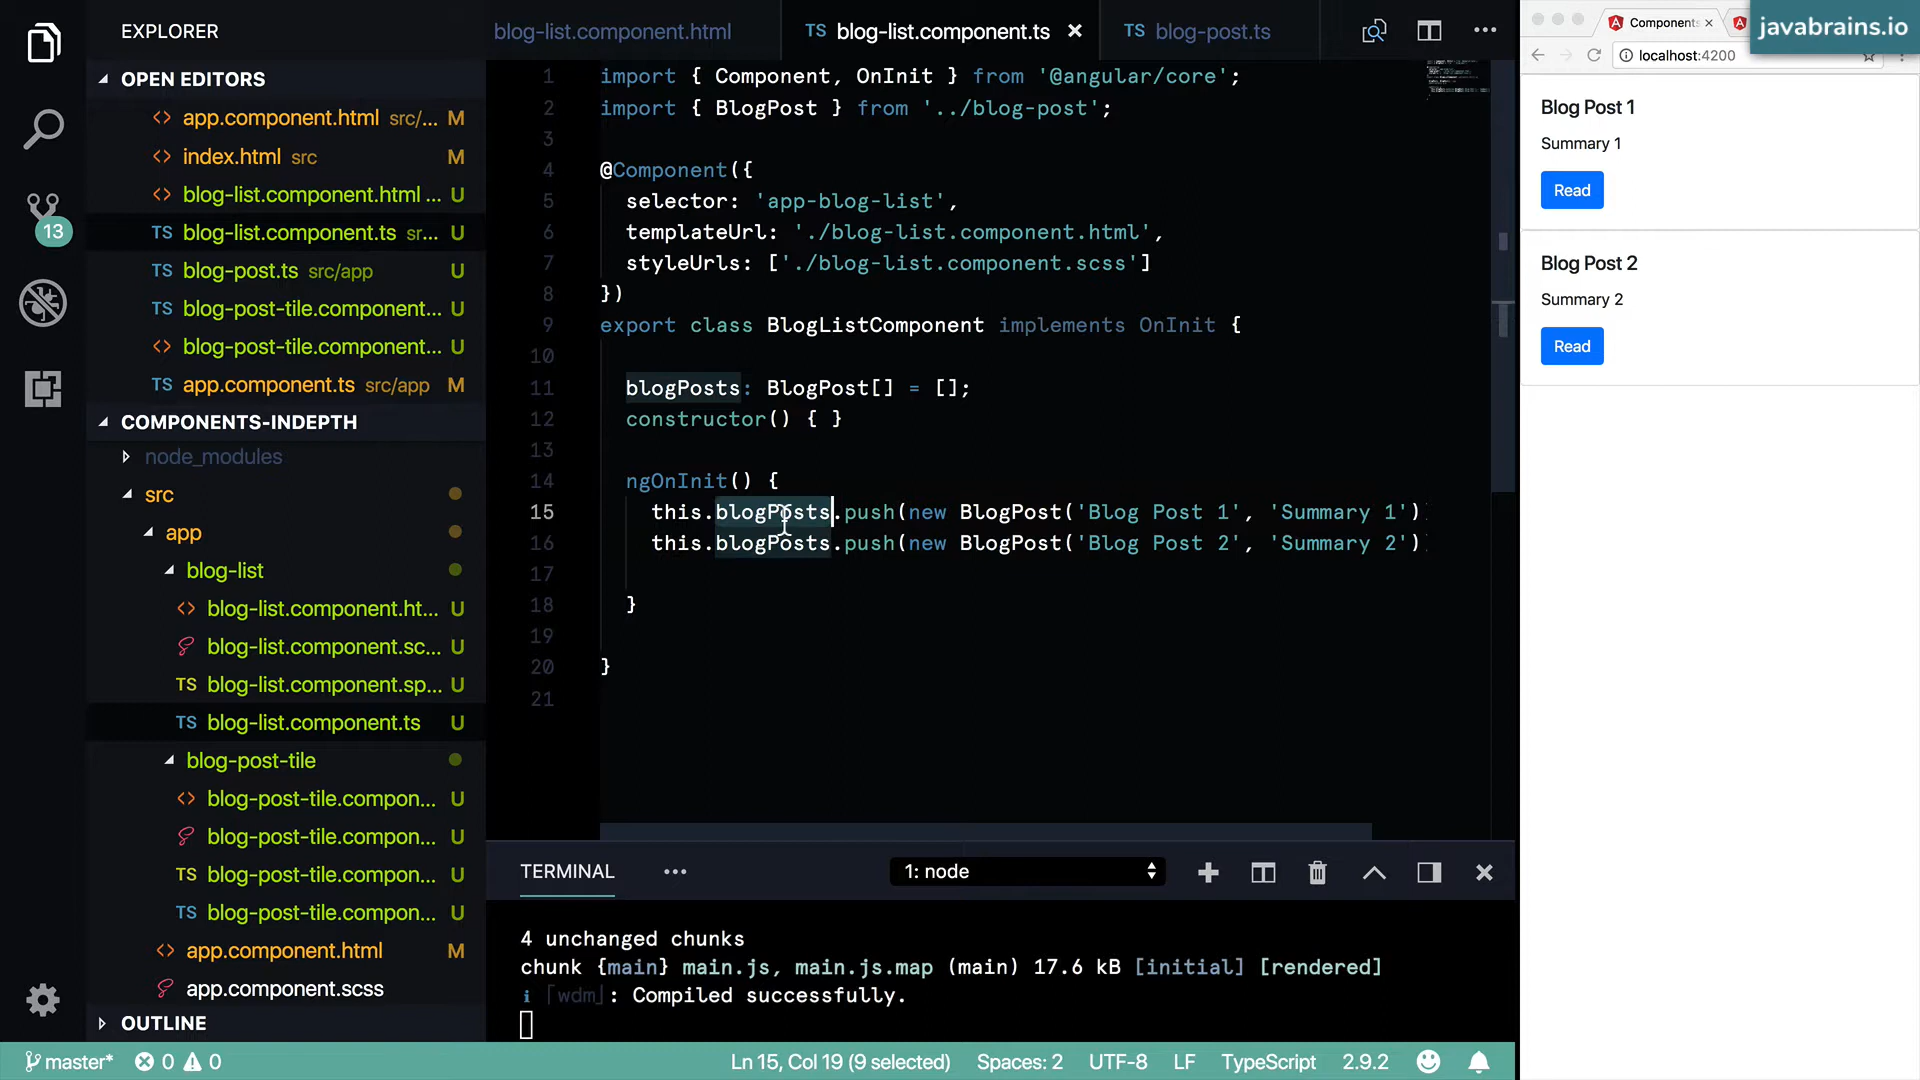 EXPLORER
OPEN EDITORS
<> app.component.html src/... M
<> index.html src M
<> blog-list.component.html ... U
TS blog-list.component.ts sr... U
TS blog-post.ts src/app U
TS blog-post-tile.component... U
<> blog-post-tile.component... U
TS app.component.ts src/app M
COMPONENTS-INDEPTH
node_modules
src
app
blog-list
<> blog-list.component.ht... U
blog-list.component.sc... U
TS blog-list.component.sp... U
TS blog-list.component.ts U
blog-post-tile
<> blog-post-tile.compon... U
blog-post-tile.compon... U
TS blog-post-tile.compon... U
TS blog-post-tile.compon... U
<> app.component.html M
app.component.scss
OUTLINE
13
blog-list.component.html
TS blog-list.component.ts ×
TS blog-post.ts
...
1 import { Component, OnInit } from '@angular/core';
2 import { BlogPost } from '../blog-post';
3
4 @Component({
5 selector: 'app-blog-list',
6 templateUrl: './blog-list.component.html',
7 styleUrls: ['./blog-list.component.scss']
8 })
9 export class BlogListComponent implements OnInit {
10
11 blogPosts: BlogPost[] = [];
12 constructor() { }
13
14 ngOnInit() {
15 this.blogPosts.push(new BlogPost('Blog Post 1', 'Summary 1')
16 this.blogPosts.push(new BlogPost('Blog Post 2', 'Summary 2')
17
18 }
19
20 }
21
TERMINAL ... 1: node
4 unchanged chunks
chunk {main} main.js, main.js.map (main) 17.6 kB [initial] [rendered]
i ｢wdm｣: Compiled successfully.
master* 0 0 Ln 15, Col 19 (9 selected) Spaces: 2 UTF-8 LF TypeScript 2.9.2
Components ×
javabrains.io
localhost:4200
Blog Post 1
Summary 1
Read
Blog Post 2
Summary 2
Read